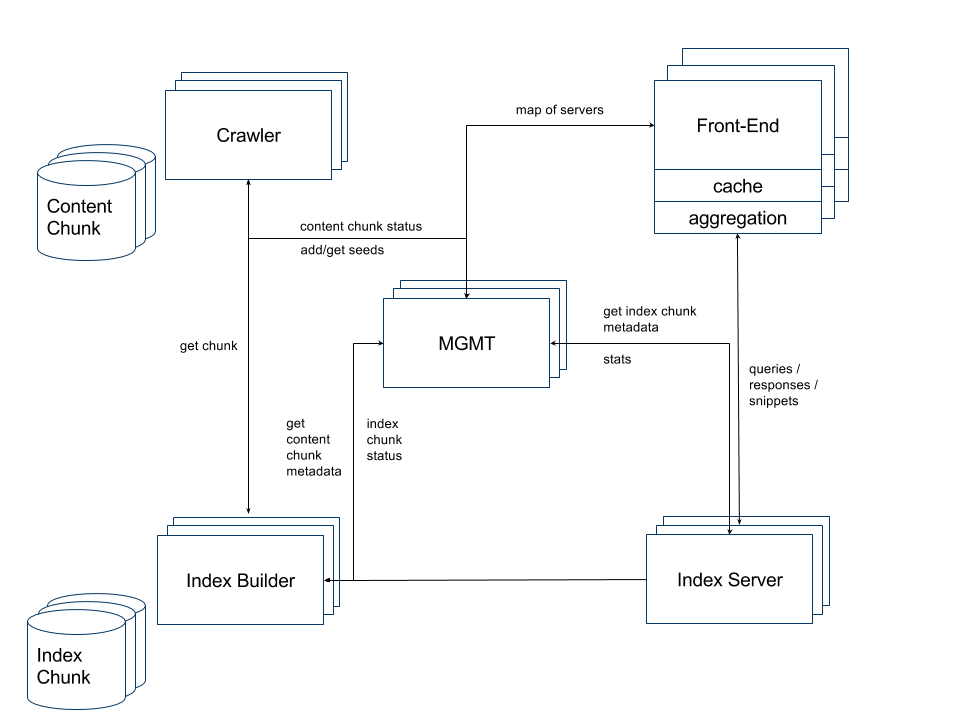 map of servers
Front-End
Crawler
cache
Content
Chunk
aggregation
content chunk status
add/get seeds
get index chunk
metadata
get chunk
MGMT
stats
queries /
responses /
snippets
get
content
chunk
metadata
index
chunk
status
Index Builder
Index Server
Index
Chunk